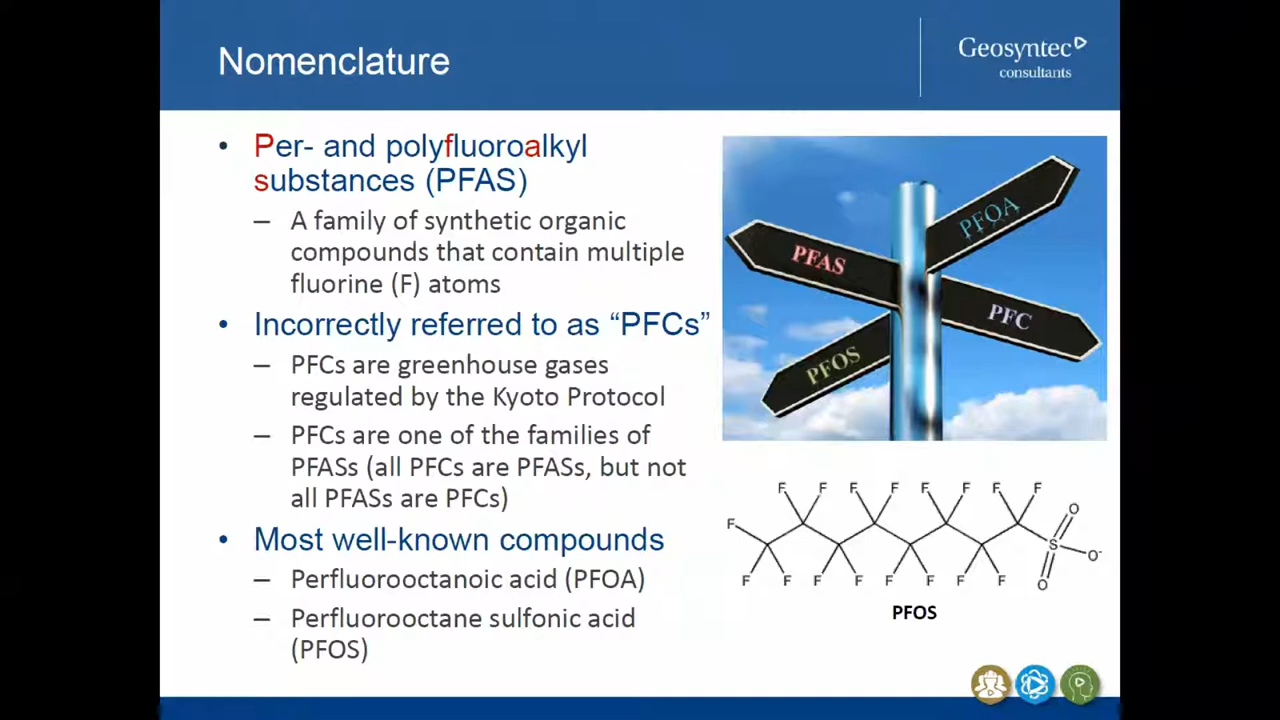 Nomenclature
Geosyntec
consultants
• Per- and polyfluoroalkyl
substances (PFAS)
– A family of synthetic organic
compounds that contain multiple
fluorine (F) atoms
• Incorrectly referred to as “PFCs”
– PFCs are greenhouse gases
regulated by the Kyoto Protocol
– PFCs are one of the families of
PFASs (all PFCs are PFASs, but not
all PFASs are PFCs)
• Most well-known compounds
– Perfluorooctanoic acid (PFOA)
– Perfluorooctane sulfonic acid
(PFOS)
PFOA
PFAS
PFC
PFOS
F F F F F F F F
F O
S O-
F F F F F F F F O
PFOS